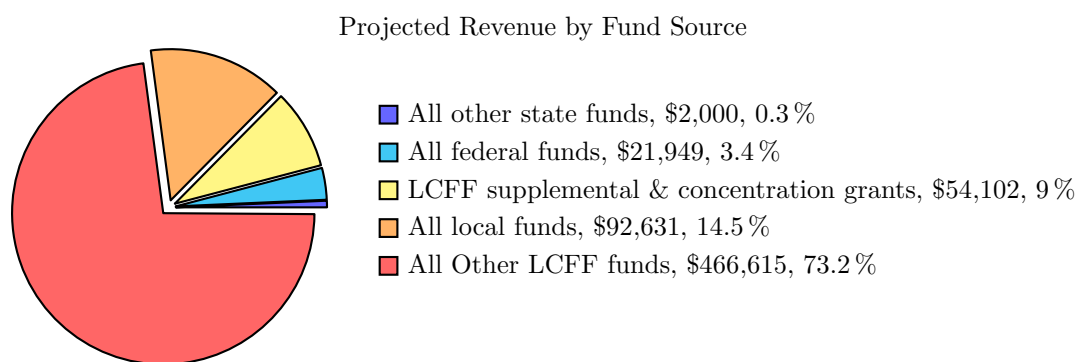 Projected Revenue by Fund Source
All other state funds, $2,000, 0.3 %
All federal funds, $21,949, 3.4 %
LCFF supplemental & concentration grants, $54,102, 9 %
All local funds, $92,631, 14.5 %
All Other LCFF funds, $466,615, 73.2 %